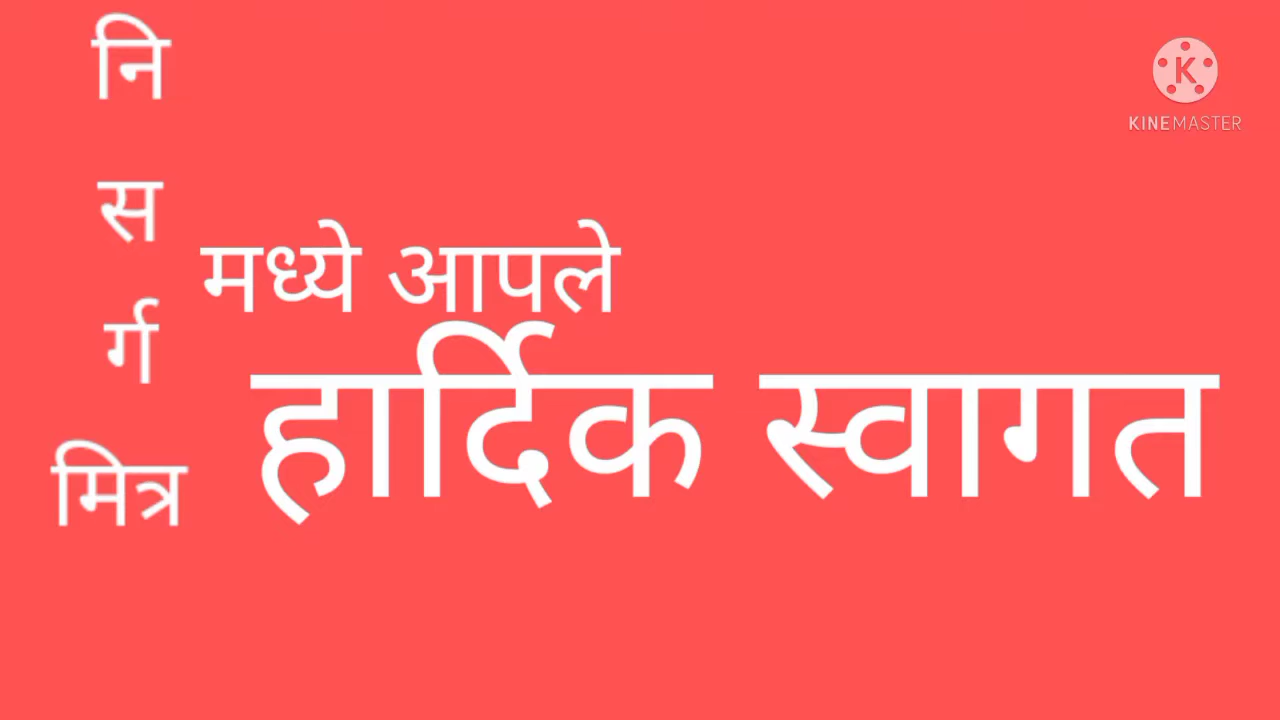 नि
स
र्ग
मित्र
मध्ये आपले
हार्दिक स्वागत
KINEMASTER